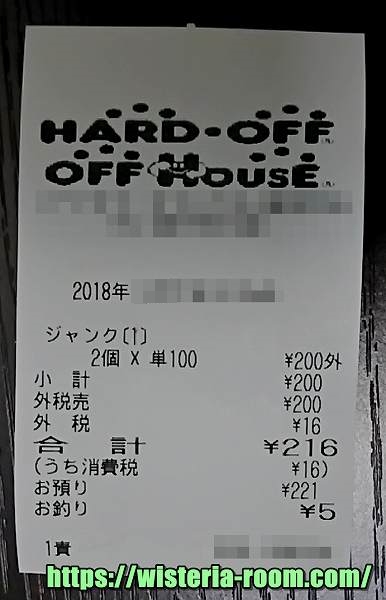 HARD・OFF
OFF HOUSE
2018年
ジャンク(1)
2個 X 単100 ¥200外
小 計 ¥200
外税売 ¥200
外 税 ¥16
合 計 ¥216
(うち消費税 ¥16)
お預り ¥221
お釣り ¥5
1責
https://wisteria-room.com/